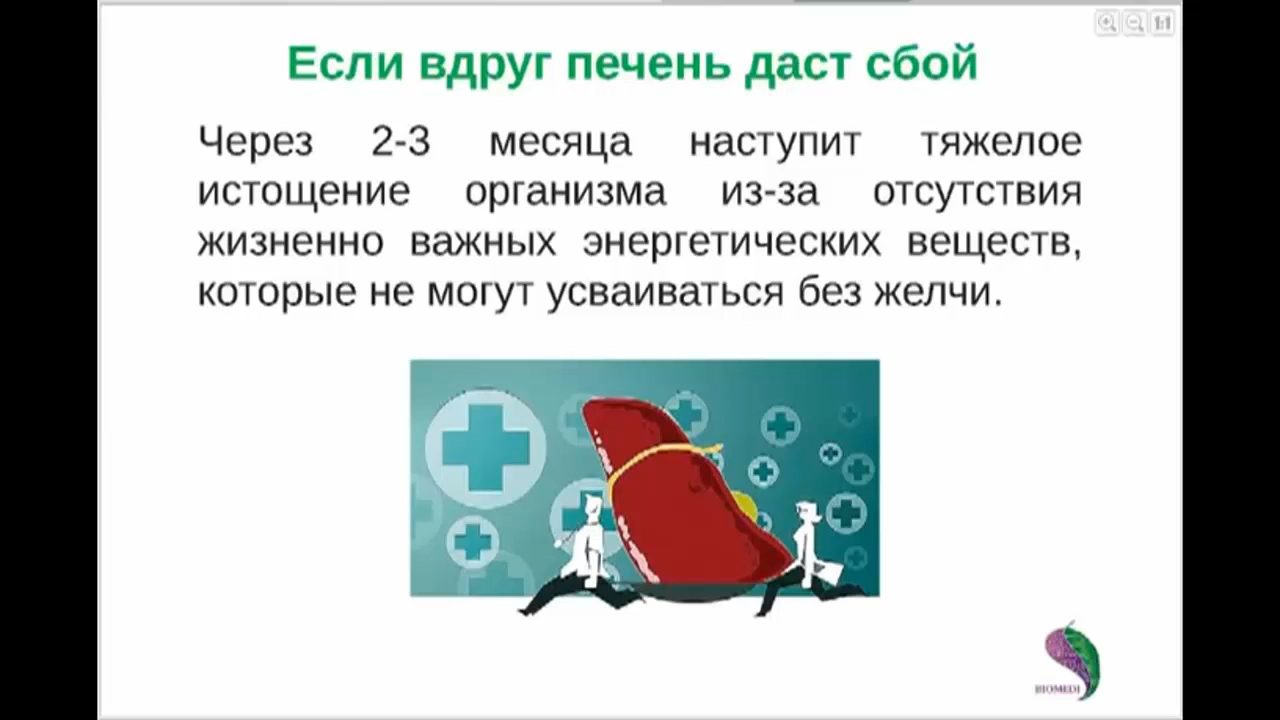 Если вдруг печень даст сбой
Через 2-3 месяца наступит тяжелое
истощение организма из-за отсутствия
жизненно важных энергетических веществ,
которые не могут усваиваться без желчи.
BIOMEDI